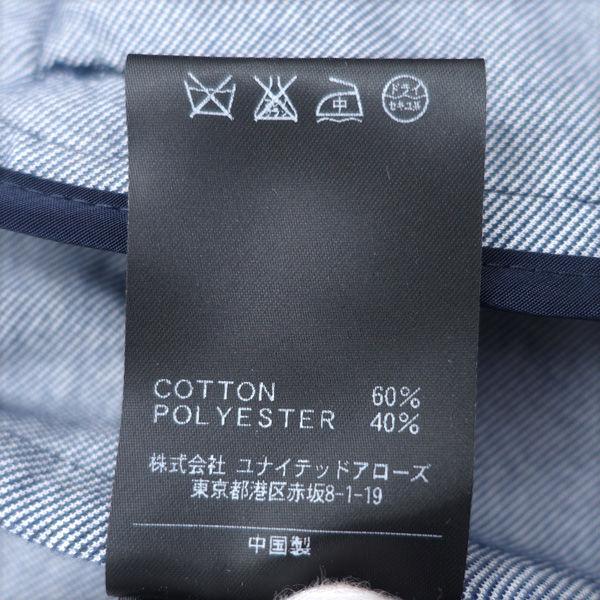 中 ドライ
セキユ系
COTTON 60%
POLYESTER 40%
株式会社 ユナイテッドアローズ
東京都港区赤坂8-1-19
中国製